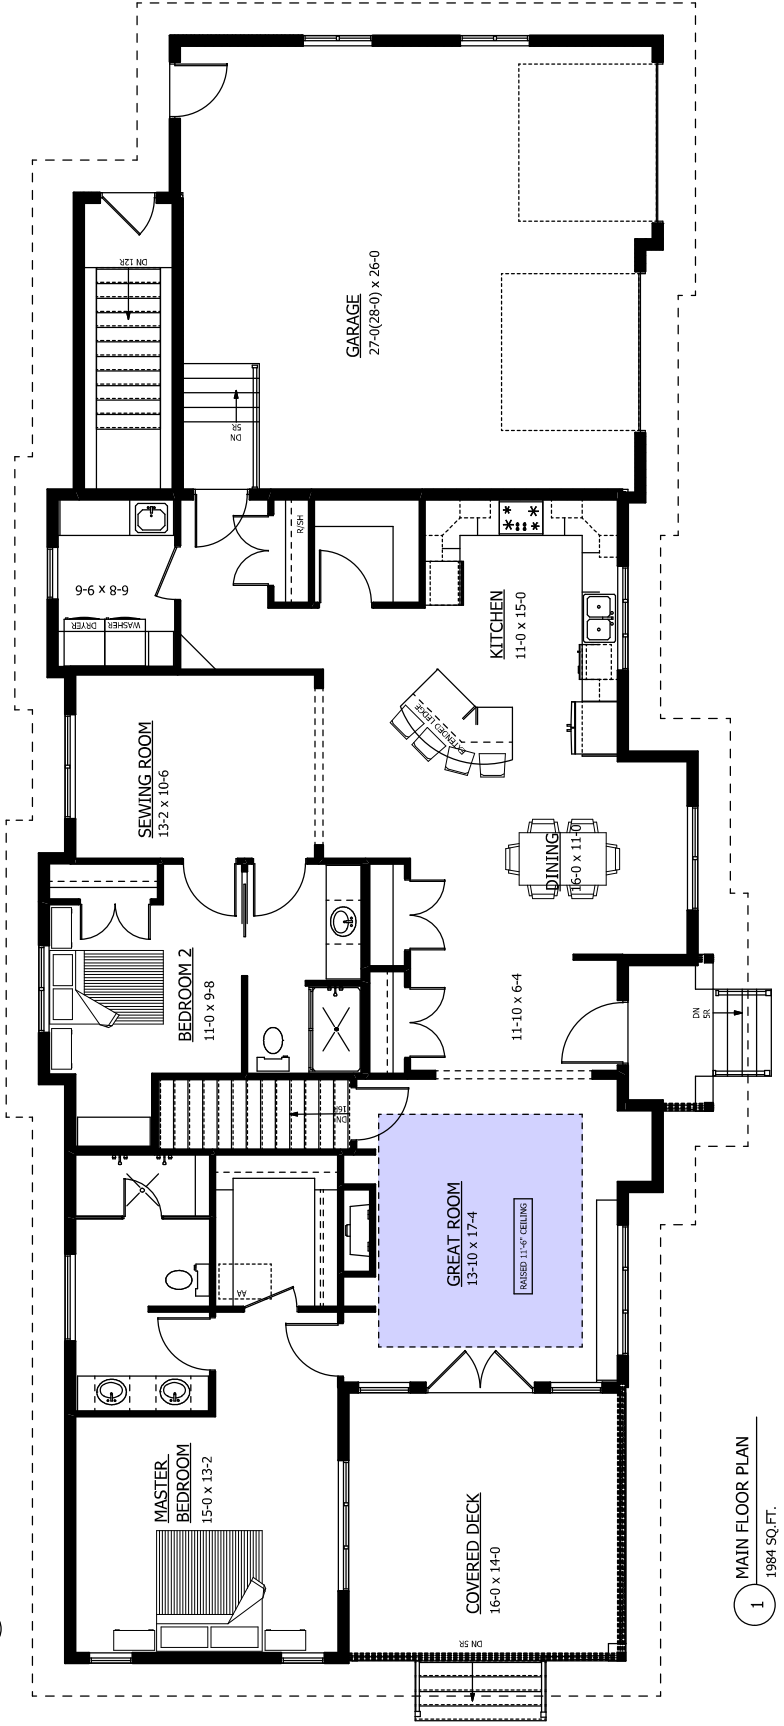 DN 12R
GARAGE
27-0(28-0) x 26-0
DN
5R
R/SH
6-8 x 9-6
DRYER
WASHER
KITCHEN
11-0 x 15-0
EXTENDED LEDGE
SEWING ROOM
13-2 x 10-6
DINING
16-0 x 11-0
BEDROOM 2
11-0 x 9-8
11-10 x 6-4
DN
5R
DN
16R
GREAT ROOM
13-10 x 17-4
RAISED 11'-6" CEILING
AA
MASTER
BEDROOM
15-0 x 13-2
COVERED DECK
16-0 x 14-0
DN 5R
1
MAIN FLOOR PLAN
1984 SQ.FT.